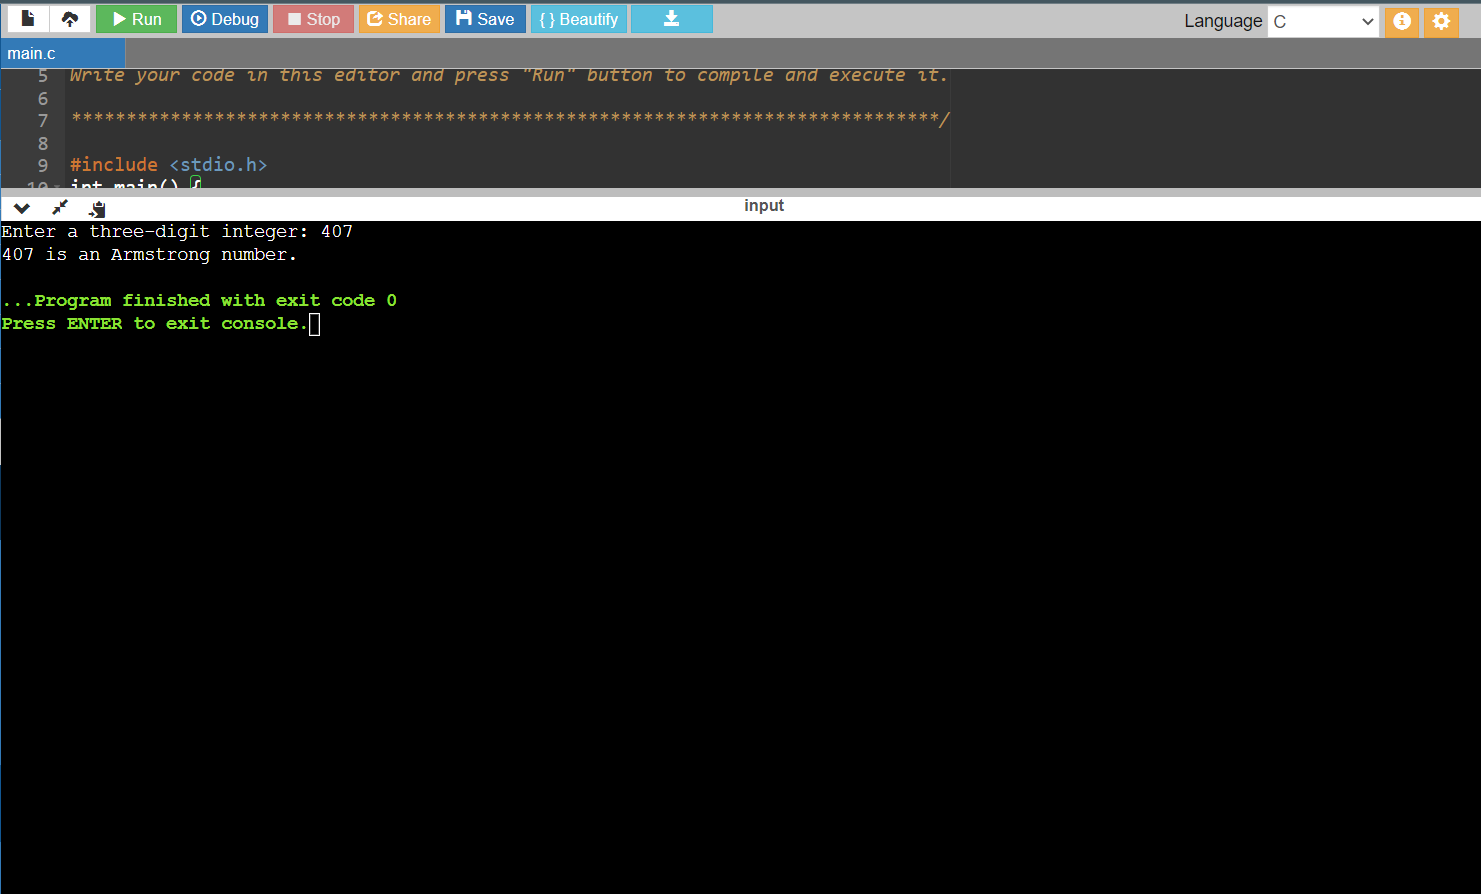 Run Debug Stop Share Save { } Beautify Language C
main.c
5 Write your code in this editor and press "Run" button to compile and execute it.
6
7 *******************************************************************************/
8
9 #include <stdio.h>
10 int main() {
input
Enter a three-digit integer: 407
407 is an Armstrong number.
...Program finished with exit code 0
Press ENTER to exit console.